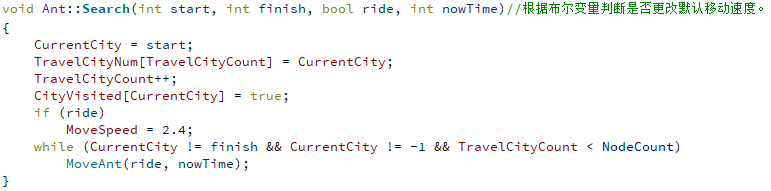 void Ant::Search(int start, int finish, bool ride, int nowTime)//根据布尔变量判断是否更改默认移动速度。
{
    CurrentCity = start;
    TravelCityNum[TravelCityCount] = CurrentCity;
    TravelCityCount++;
    CityVisited[CurrentCity] = true;
    if (ride)
        MoveSpeed = 2.4;
    while (CurrentCity != finish && CurrentCity != -1 && TravelCityCount < NodeCount)
        MoveAnt(ride, nowTime);
}